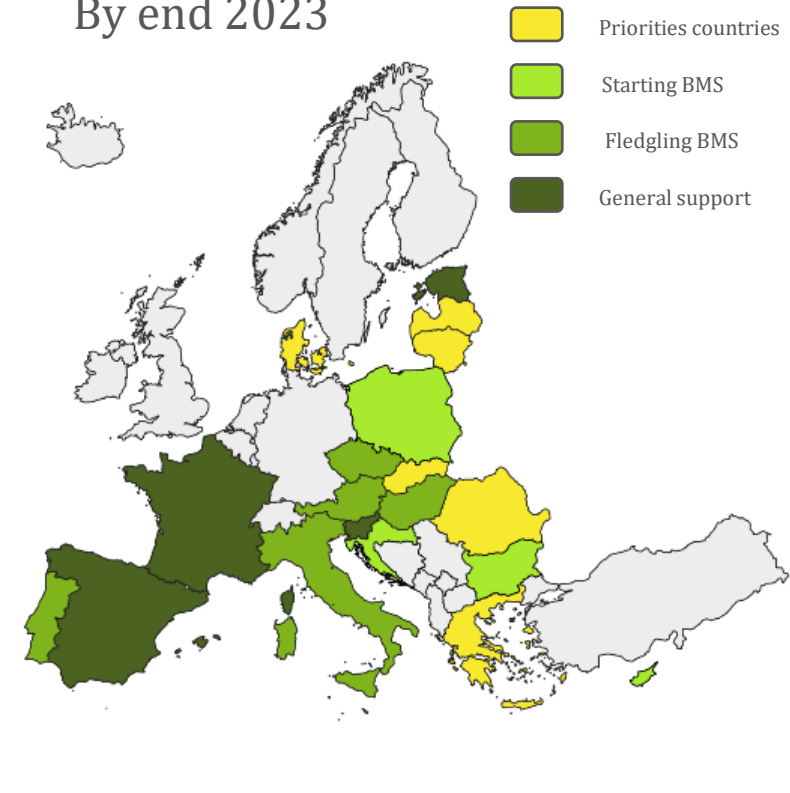 By end 2023
Priorities countries
Starting BMS
Fledgling BMS
General support